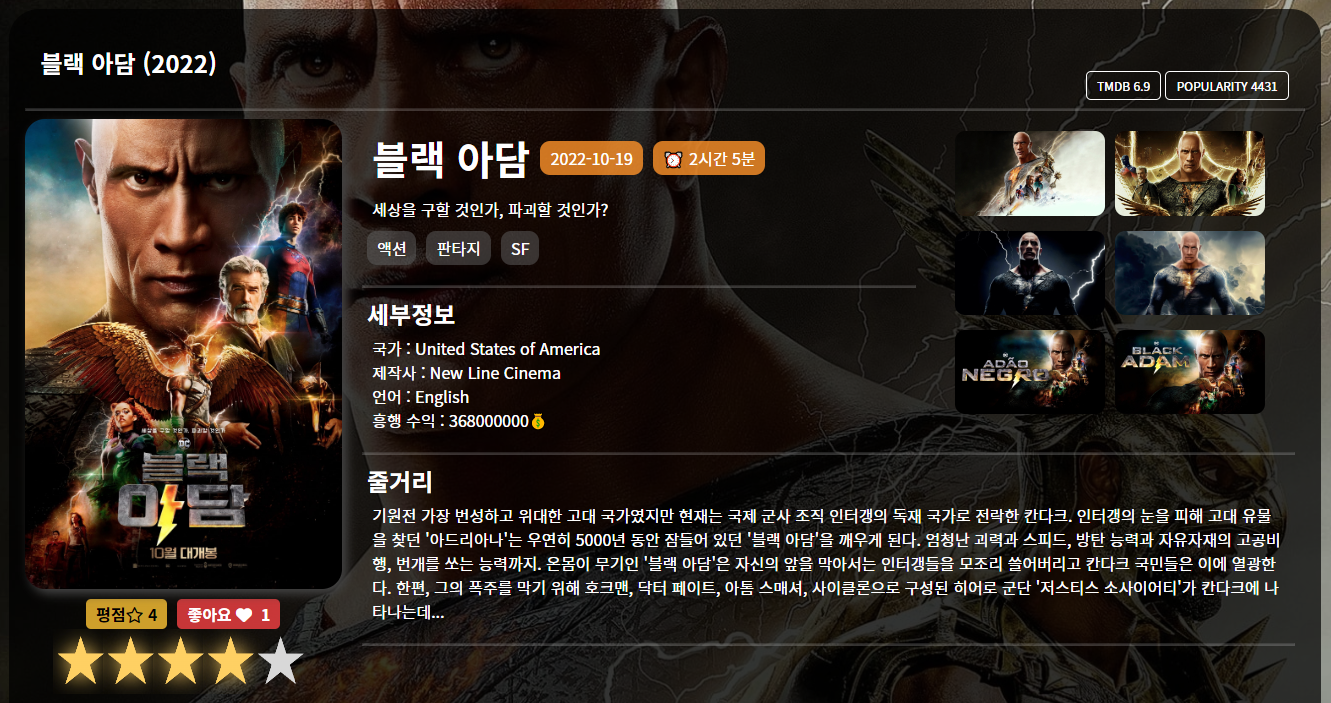 블랙 아담 (2022)
TMDB 6.9
POPULARITY 4431
블랙 아담
2022-10-19
2시간 5분
세상을 구할 것인가, 파괴할 것인가?
액션
판타지
SF
세부정보
국가 : United States of America
제작사 : New Line Cinema
언어 : English
흥행 수익 : 368000000
줄거리
기원전 가장 번성하고 위대한 고대 국가였지만 현재는 국제 군사 조직 인터갱의 독재 국가로 전락한 칸다크. 인터갱의 눈을 피해 고대 유물
을 찾던 '아드리아나'는 우연히 5000년 동안 잠들어 있던 '블랙 아담'을 깨우게 된다. 엄청난 괴력과 스피드, 방탄 능력과 자유자재의 고공비
행, 번개를 쏘는 능력까지. 온몸이 무기인 '블랙 아담'은 자신의 앞을 막아서는 인터갱들을 모조리 쓸어버리고 칸다크 국민들은 이에 열광한
다. 한편, 그의 폭주를 막기 위해 호크맨, 닥터 페이트, 아톰 스매셔, 사이클론으로 구성된 히어로 군단 '저스티스 소사이어티'가 칸다크에 나
타나는데...
세상을 구할 것인가, 파괴할 것인가
DC
블랙
아담
10월 대개봉
ADÃO
NEGRO
BLACK
ADAM
평점 4
좋아요 1